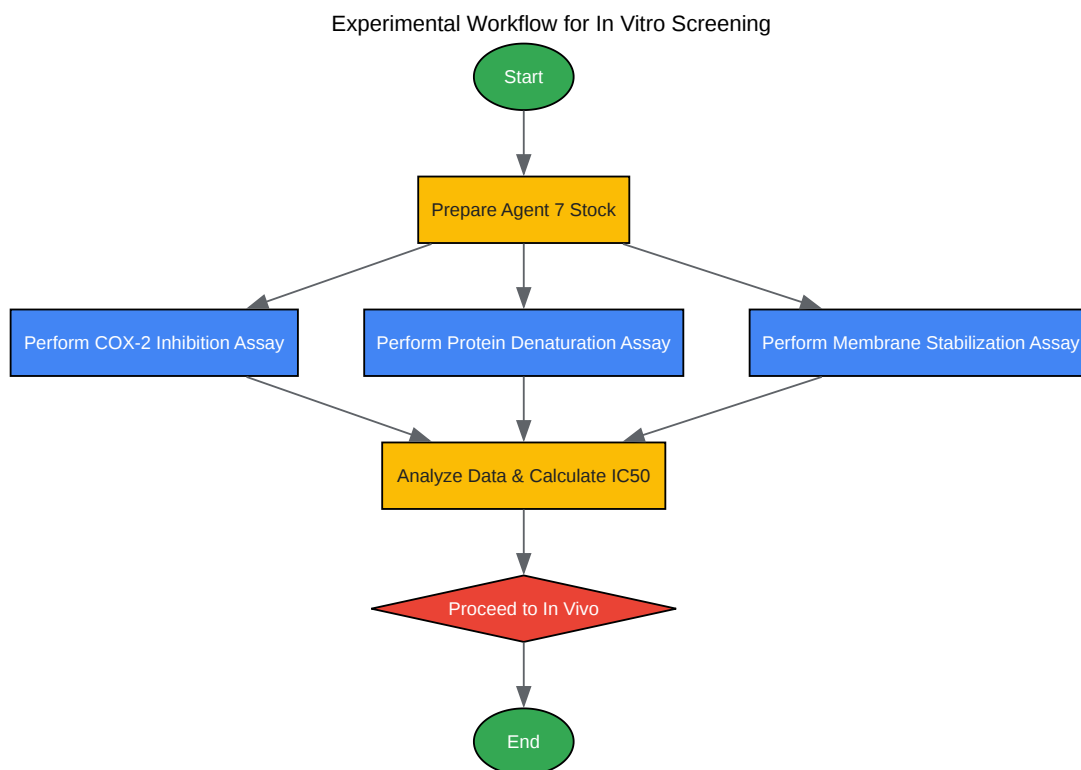 Experimental Workflow for In Vitro Screening
Start
Prepare Agent 7 Stock
Perform COX-2 Inhibition Assay
Perform Protein Denaturation Assay
Perform Membrane Stabilization Assay
Analyze Data & Calculate IC50
Proceed to In Vivo
End